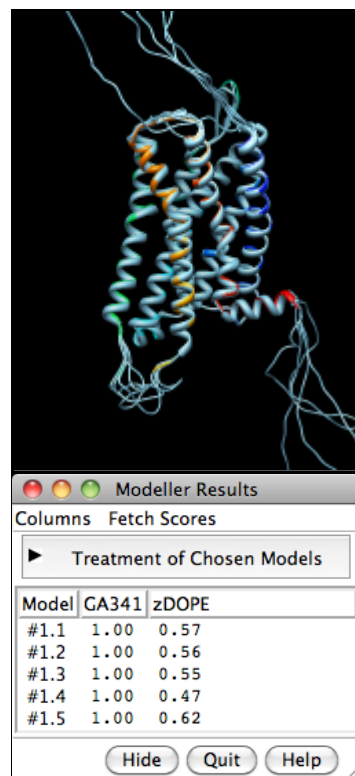 Modeller Results
Columns Fetch Scores
Treatment of Chosen Models
Model GA341 zDOPE
#1.1 1.00 0.57
#1.2 1.00 0.56
#1.3 1.00 0.55
#1.4 1.00 0.47
#1.5 1.00 0.62
Hide Quit Help